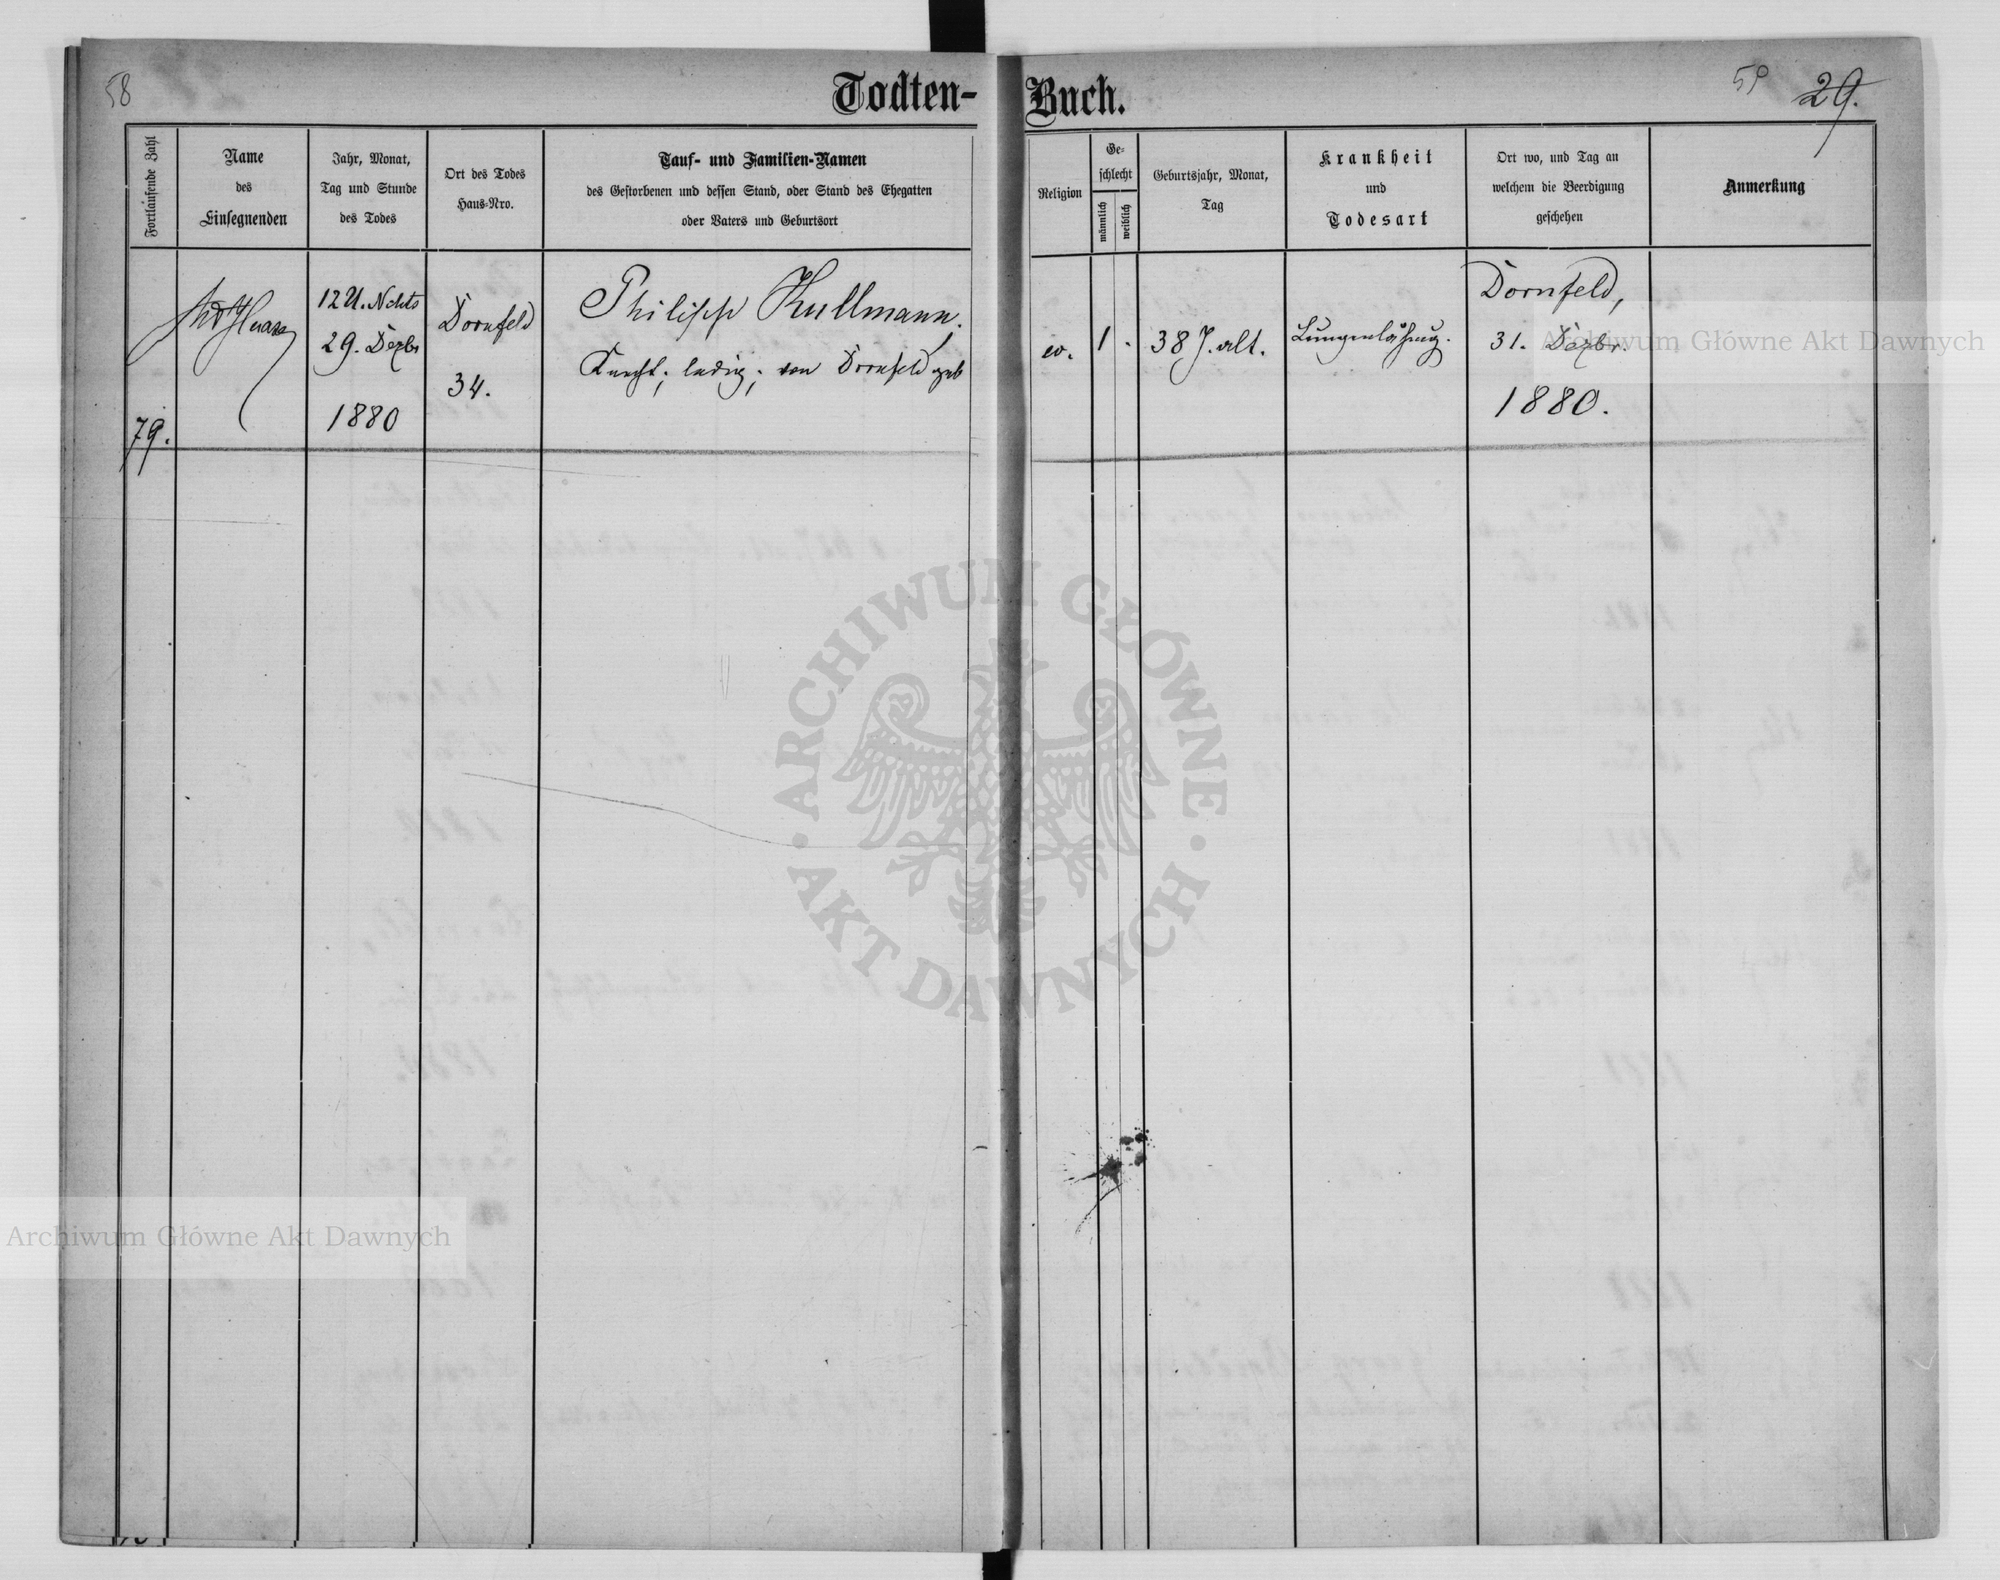 58
Todten-
Buch.
59
29.
Fortlaufende Zahl
Name
des
Einsegnenden
Jahr, Monat,
Tag und Stunde
des Todes
Ort des Todes
Haus-Nro.
Tauf- und Familien-Namen
des Gestorbenen und dessen Stand, oder Stand des Ehegatten
oder Vaters und Geburtsort
Religion
Ge-
schlecht
männlich
weiblich
Geburtsjahr, Monat,
Tag
Krankheit
und
Todesart
Ort wo, und Tag an
welchem die Beerdigung
geschehen
Anmerkung
79.
12 U. Nchts
29. Dezbr
1880
Dornfeld
34.
Philipp Kullmann.
Knecht; ledig; von Dornfeld geb
ev.
1
.
38 J. alt.
Lungenlähmug.
Dornfeld,
31. Dezbr.
1880.
Archiwum Główne Akt Dawnych
ARCHIWUM GŁÓWNE
· AKT DAWNYCH ·
Archiwum Główne Akt Dawnych